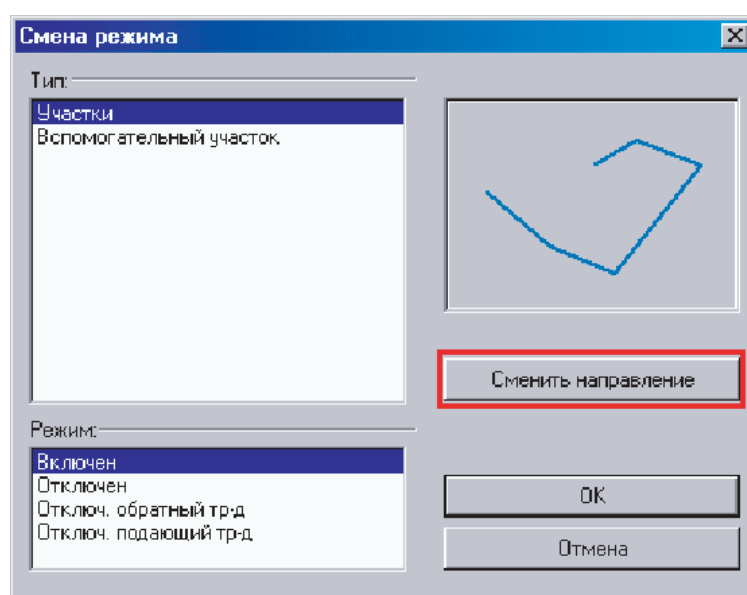 Смена режима
Тип:
Участки
Вспомогательный участок
Сменить направление
Режим:
Включен
Отключен
Отключ. обратный тр-д
Отключ. подающий тр-д
OK
Отмена